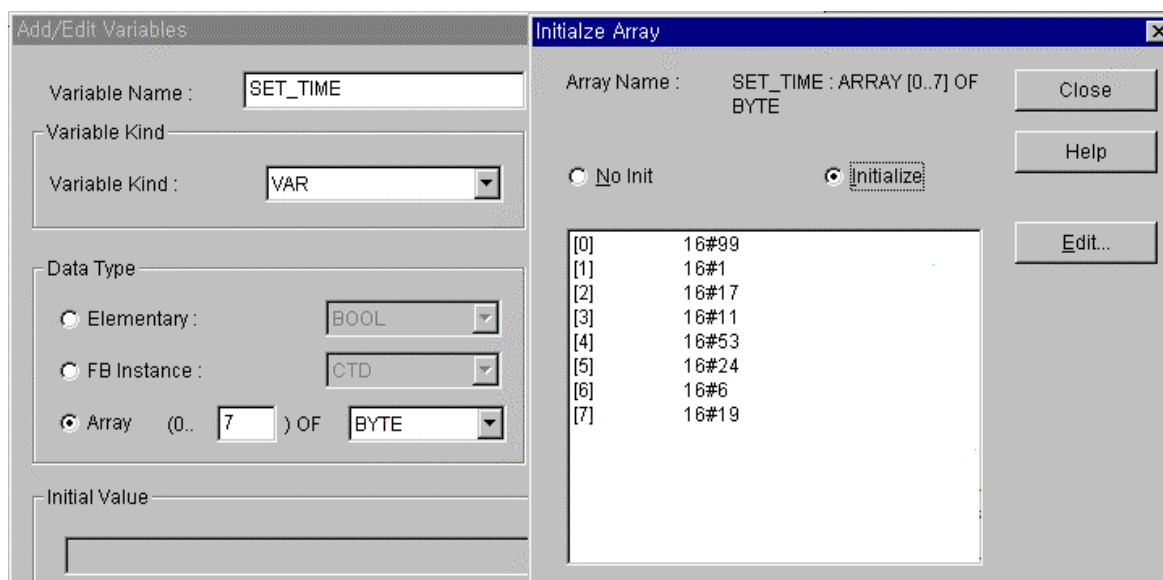 Add/Edit Variables
Variable Name :
SET_TIME
Variable Kind
Variable Kind :
VAR
Data Type
Elementary :
BOOL
FB Instance :
CTD
Array (0.. 7 ) OF BYTE
Initial Value
Initialze Array
Array Name :
SET_TIME : ARRAY [0..7] OF
BYTE
Close
Help
No Init
Initialize
Edit...
[0] 16#99
[1] 16#1
[2] 16#17
[3] 16#11
[4] 16#53
[5] 16#24
[6] 16#6
[7] 16#19